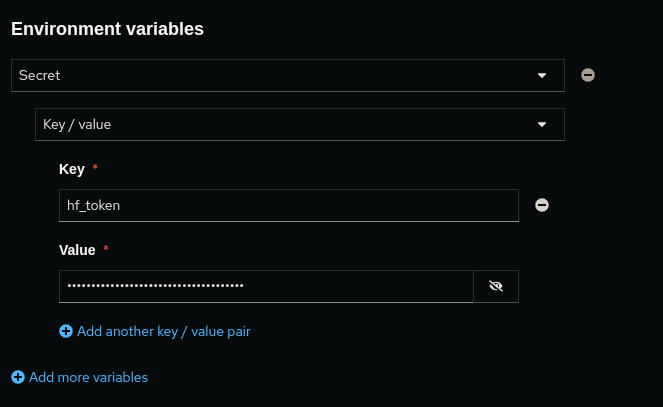 Environment variables
Secret
Key / value
Key *
hf_token
Value *
•••••••••••••••••••••••••••••••••••••
Add another key / value pair
Add more variables